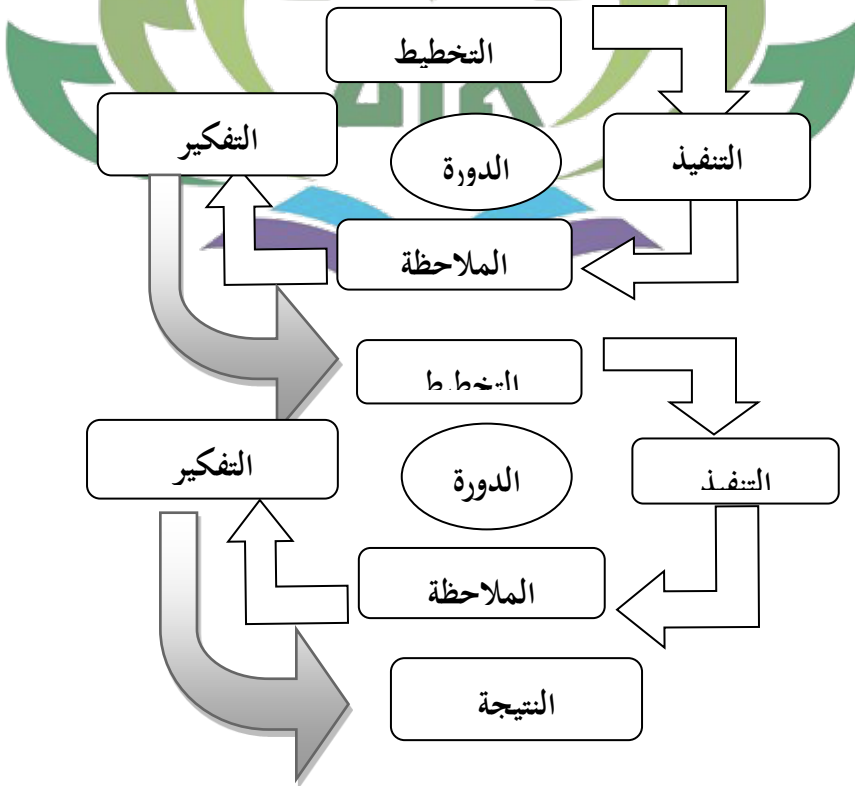 التخطيط
التفكير
الدورة
التنفيذ
الملاحظة
التخطيط
التفكير
الدورة
التنفيذ
الملاحظة
النتيجة